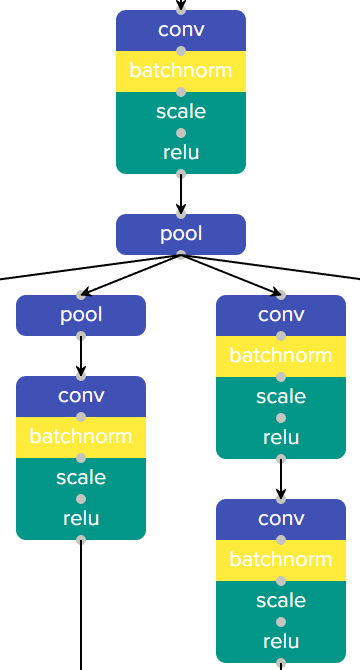 conv
batchnorm
scale
relu
pool
pool
conv
batchnorm
scale
relu
conv
batchnorm
scale
relu
conv
batchnorm
scale
relu